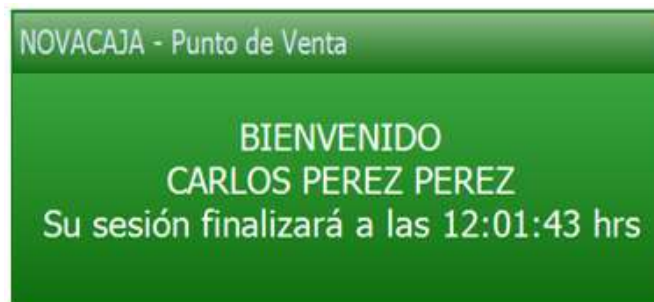 NOVACAJA - Punto de Venta
BIENVENIDO
CARLOS PEREZ PEREZ
Su sesión finalizará a las 12:01:43 hrs